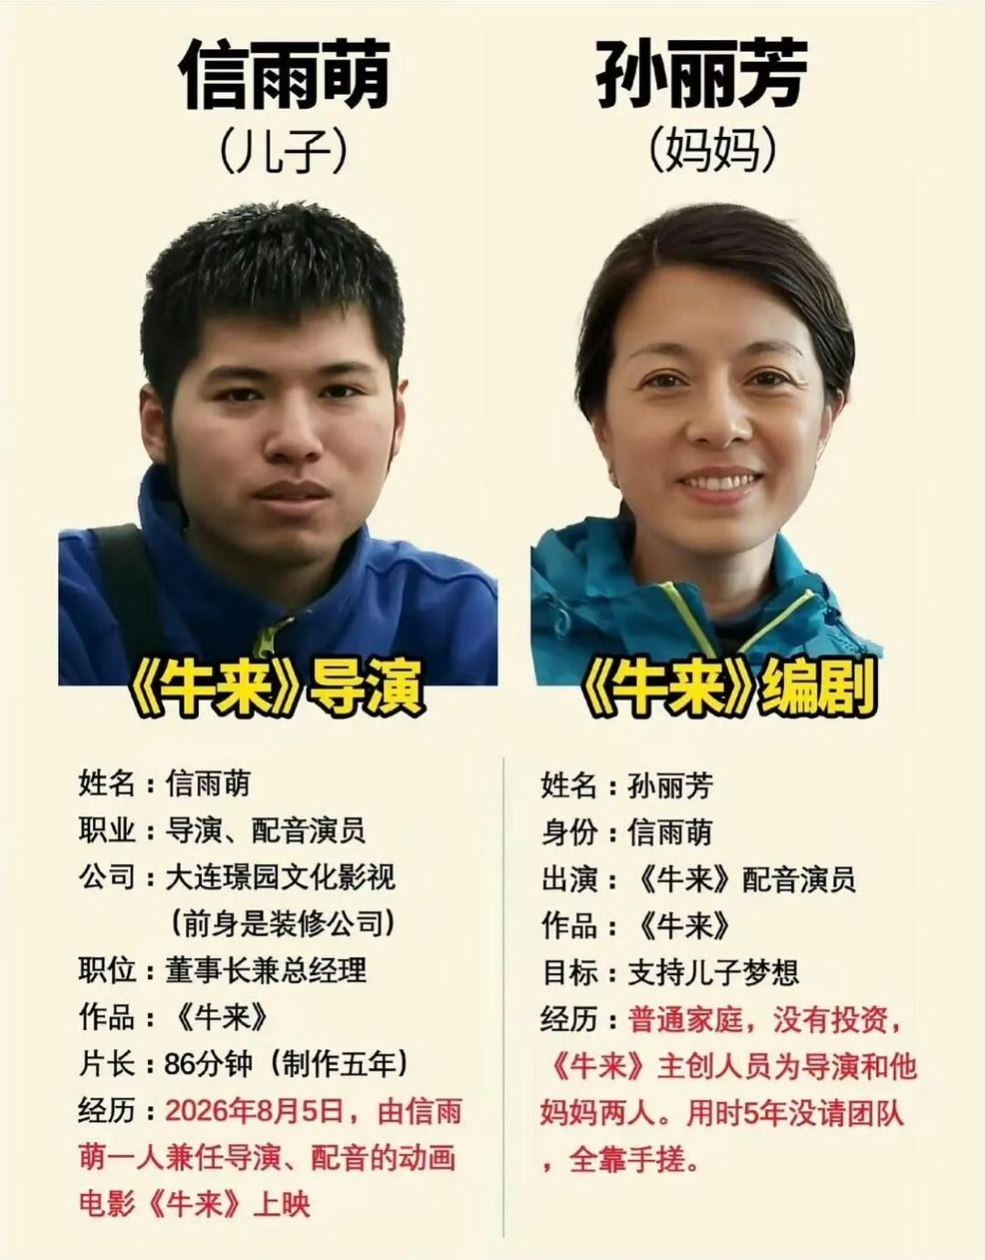 信雨萌
（儿子）
《牛来》导演
姓名：信雨萌
职业：导演、配音演员
公司：大连璟园文化影视
（前身是装修公司）
职位：董事长兼总经理
作品：《牛来》
片长：86分钟（制作五年）
经历：2026年8月5日，由信雨
萌一人兼任导演、配音的动画
电影《牛来》上映
孙丽芳
（妈妈）
《牛来》编剧
姓名：孙丽芳
身份：信雨萌
出演：《牛来》配音演员
作品：《牛来》
目标：支持儿子梦想
经历：普通家庭，没有投资，
《牛来》主创人员为导演和他
妈妈两人。用时5年没请团队
，全靠手搓。